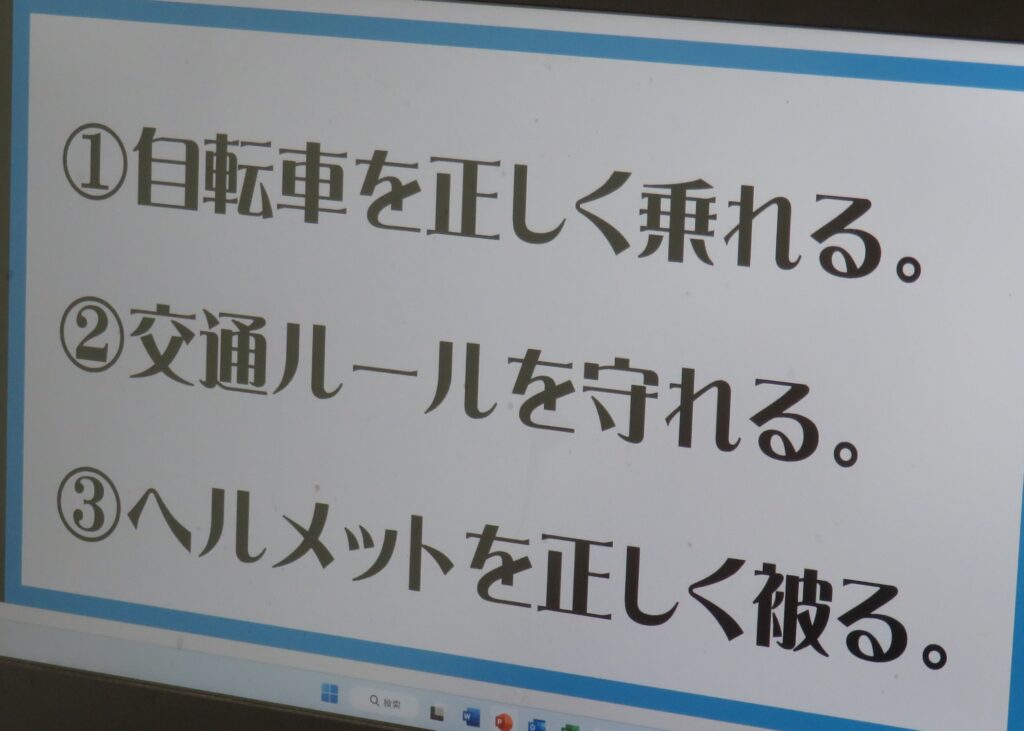 ①自転車を正しく乗れる。
②交通ルールを守れる。
③ヘルメットを正しく被る。
検索